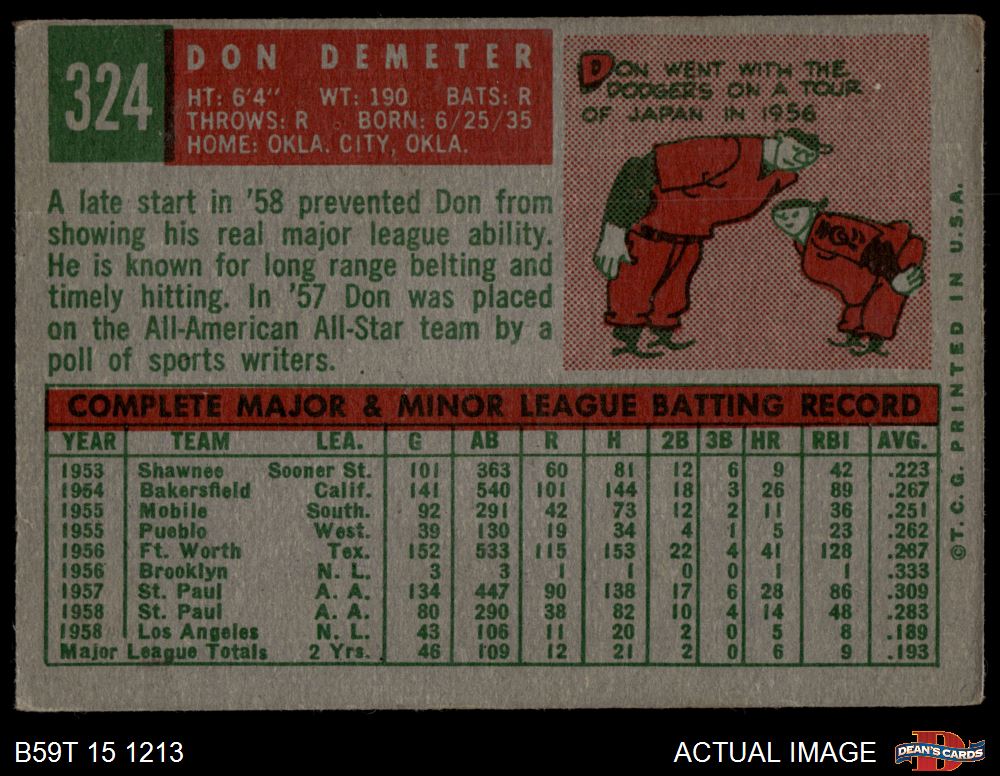 324
DON DEMETER
HT: 6'4" WT: 190 BATS: R
THROWS: R BORN: 6/25/35
HOME: OKLA. CITY, OKLA.
DON WENT WITH THE
DODGERS ON A TOUR
OF JAPAN IN 1956
A late start in '58 prevented Don from
showing his real major league ability.
He is known for long range belting and
timely hitting. In '57 Don was placed
on the All-American All-Star team by a
poll of sports writers.
COMPLETE MAJOR & MINOR LEAGUE BATTING RECORD
YEAR TEAM LEA. G AB R H 2B 3B HR RBI AVG.
1953 Shawnee Sooner St. 101 363 60 81 12 6 9 42 .223
1954 Bakersfield Calif. 141 540 101 144 18 3 26 89 .267
1955 Mobile South. 92 291 42 73 12 2 11 36 .251
1955 Pueblo West. 39 130 19 34 4 1 5 23 .262
1956 Ft. Worth Tex. 152 533 115 153 22 4 41 128 .287
1956 Brooklyn N. L. 3 3 1 1 0 0 1 1 .333
1957 St. Paul A. A. 134 447 90 138 17 6 28 86 .309
1958 St. Paul A. A. 80 290 38 82 10 4 14 48 .283
1958 Los Angeles N. L. 43 106 11 20 2 0 5 8 .189
Major League Totals 2 Yrs. 46 109 12 21 2 0 6 9 .193
©T. C. G. PRINTED IN U.S.A.
B59T 15 1213
ACTUAL IMAGE
DEAN'S CARDS